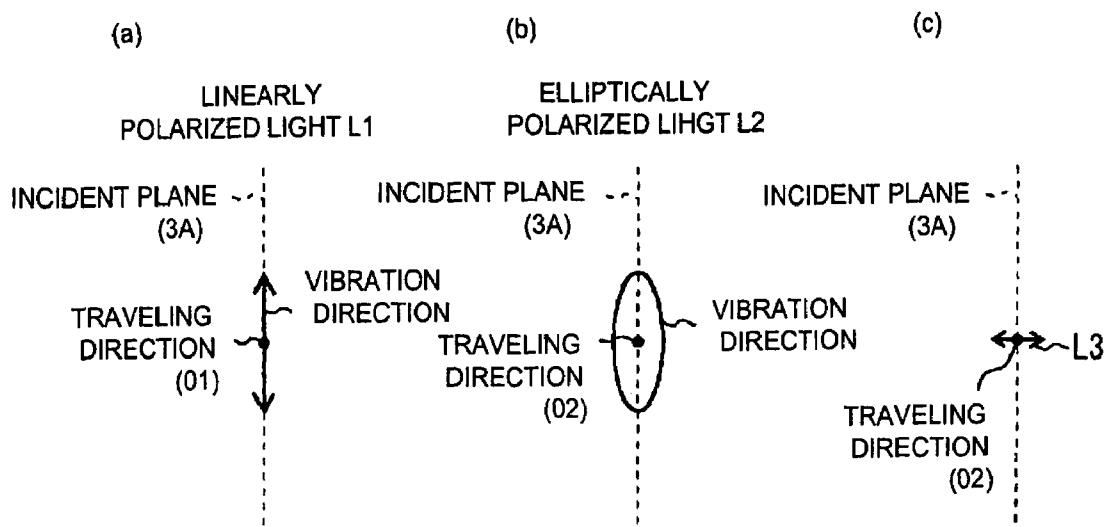 (a)
LINEARLY
POLARIZED LIGHT L1
INCIDENT PLANE
(3A)
VIBRATION
DIRECTION
TRAVELING
DIRECTION
(01)
(b)
ELLIPTICALLY
POLARIZED LIHGT L2
INCIDENT PLANE
(3A)
VIBRATION
DIRECTION
TRAVELING
DIRECTION
(02)
(c)
INCIDENT PLANE
(3A)
L3
TRAVELING
DIRECTION
(02)